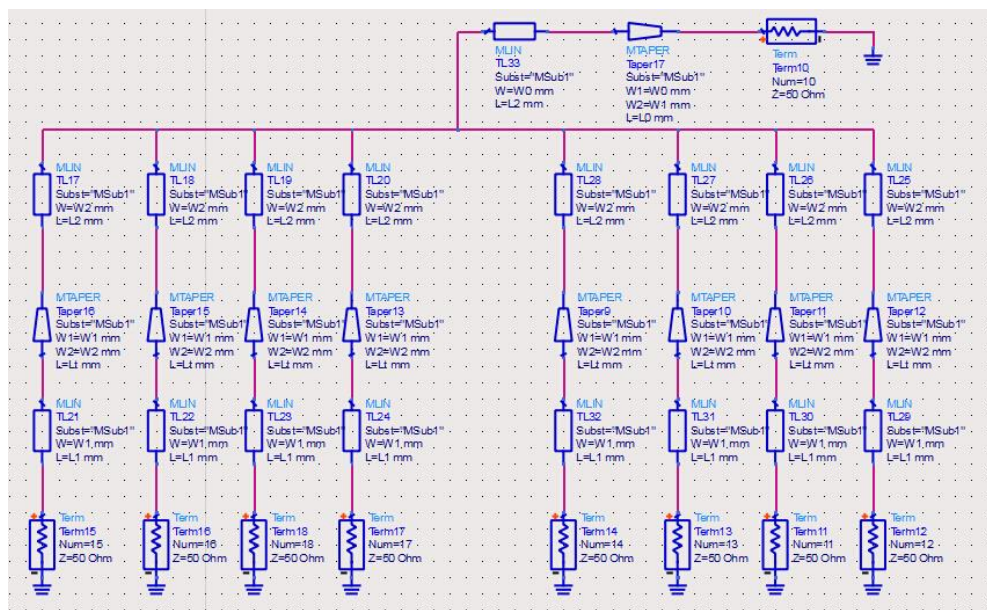 MLIN
TL33
Subst="MSub1"
W=W0 mm
L=L2 mm
MTAPER
Taper17
Subst="MSub1"
W1=W0 mm
W2=W1 mm
L=L0 mm
Term
Term10
Num=10
Z=50 Ohm
MLIN
TL17
Subst="MSub1"
W=W2 mm
L=L2 mm
MLIN
TL18
Subst="MSub1"
W=W2 mm
L=L2 mm
MLIN
TL19
Subst="MSub1"
W=W2 mm
L=L2 mm
MLIN
TL20
Subst="MSub1"
W=W2 mm
L=L2 mm
MLIN
TL28
Subst="MSub1"
W=W2 mm
L=L2 mm
MLIN
TL27
Subst="MSub1"
W=W2 mm
L=L2 mm
MLIN
TL26
Subst="MSub1"
W=W2 mm
L=L2 mm
MLIN
TL25
Subst="MSub1"
W=W2 mm
L=L2 mm
MTAPER
Taper16
Subst="MSub1"
W1=W1 mm
W2=W2 mm
L=Lt mm
MTAPER
Taper15
Subst="MSub1"
W1=W1 mm
W2=W2 mm
L=Lt mm
MTAPER
Taper14
Subst="MSub1"
W1=W1 mm
W2=W2 mm
L=Lt mm
MTAPER
Taper13
Subst="MSub1"
W1=W1 mm
W2=W2 mm
L=Lt mm
MTAPER
Taper9
Subst="MSub1"
W1=W1 mm
W2=W2 mm
L=Lt mm
MTAPER
Taper10
Subst="MSub1"
W1=W1 mm
W2=W2 mm
L=Lt mm
MTAPER
Taper11
Subst="MSub1"
W1=W1 mm
W2=W2 mm
L=Lt mm
MTAPER
Taper12
Subst="MSub1"
W1=W1 mm
W2=W2 mm
L=Lt mm
MLIN
TL21
Subst="MSub1"
W=W1 mm
L=L1 mm
MLIN
TL22
Subst="MSub1"
W=W1 mm
L=L1 mm
MLIN
TL23
Subst="MSub1"
W=W1 mm
L=L1 mm
MLIN
TL24
Subst="MSub1"
W=W1 mm
L=L1 mm
MLIN
TL32
Subst="MSub1"
W=W1 mm
L=L1 mm
MLIN
TL31
Subst="MSub1"
W=W1 mm
L=L1 mm
MLIN
TL30
Subst="MSub1"
W=W1 mm
L=L1 mm
MLIN
TL29
Subst="MSub1"
W=W1 mm
L=L1 mm
Term
Term15
Num=15
Z=50 Ohm
Term
Term16
Num=16
Z=50 Ohm
Term
Term18
Num=18
Z=50 Ohm
Term
Term17
Num=17
Z=50 Ohm
Term
Term14
Num=14
Z=50 Ohm
Term
Term13
Num=13
Z=50 Ohm
Term
Term11
Num=11
Z=50 Ohm
Term
Term12
Num=12
Z=50 Ohm